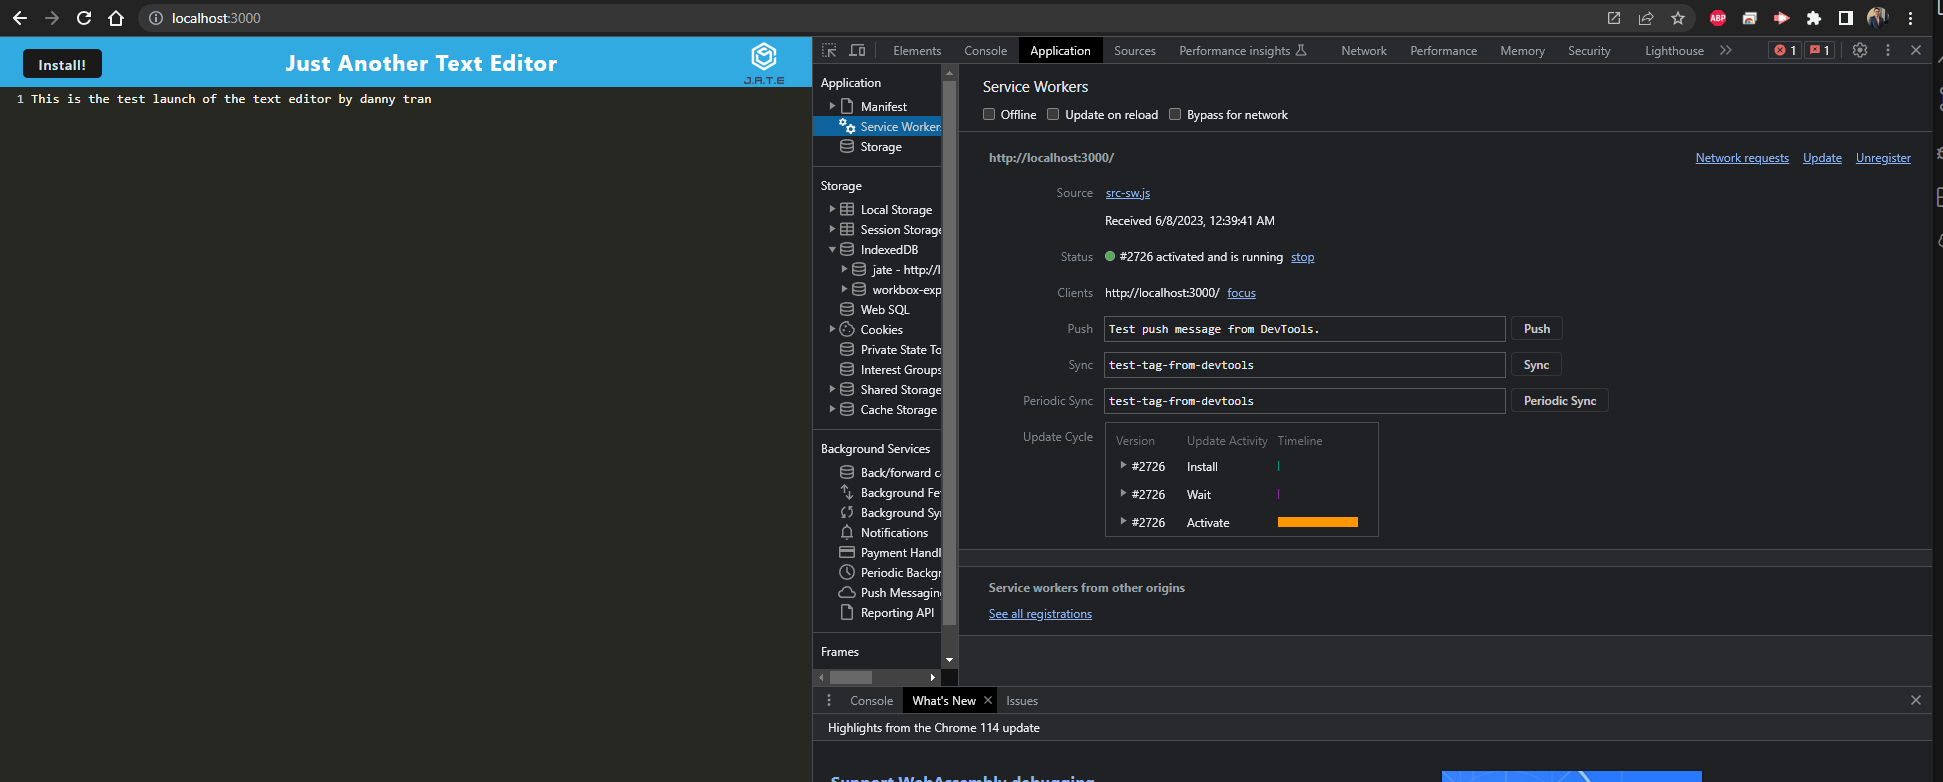 localhost:3000
ABP
Install!
Just Another Text Editor
J.A.T.E
1 This is the test launch of the text editor by danny tran
Elements Console Application Sources Performance insights Network Performance Memory Security Lighthouse 1 1
Application
Manifest
Service Worker
Storage
Storage
Local Storage
Session Storage
IndexedDB
jate - http://l
workbox-exp
Web SQL
Cookies
Private State To
Interest Groups
Shared Storage
Cache Storage
Background Services
Back/forward c
Background Fe
Background Sy
Notifications
Payment Handl
Periodic Backgr
Push Messaging
Reporting API
Frames
Service Workers
Offline Update on reload Bypass for network
http://localhost:3000/ Network requests Update Unregister
Source src-sw.js
Received 6/8/2023, 12:39:41 AM
Status #2726 activated and is running stop
Clients http://localhost:3000/ focus
Push Test push message from DevTools. Push
Sync test-tag-from-devtools Sync
Periodic Sync test-tag-from-devtools Periodic Sync
Update Cycle Version Update Activity Timeline
#2726 Install
#2726 Wait
#2726 Activate
Service workers from other origins
See all registrations
Console What's New Issues
Highlights from the Chrome 114 update
Support WebAssembly debugging